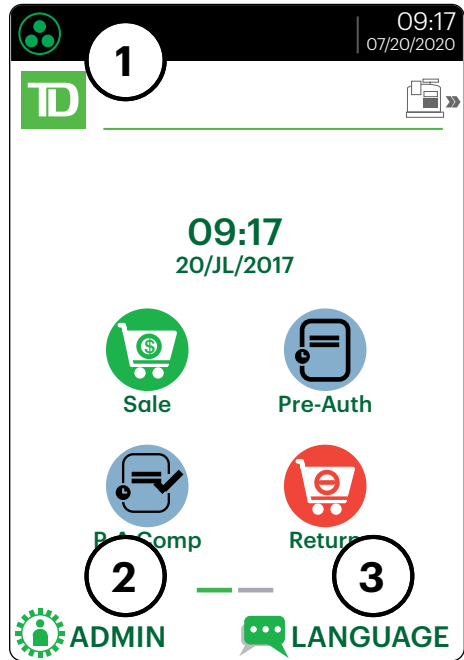 09:17
07/20/2020
1
TD
09:17
20/JL/2017
Sale
Pre-Auth
P-A Comp
Return
2
3
ADMIN
LANGUAGE